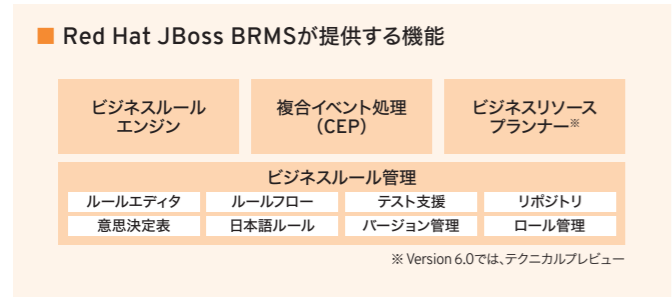 ■ Red Hat JBoss BRMSが提供する機能
ビジネスルール
エンジン
複合イベント処理
（CEP）
ビジネスリソース
プランナー※
ビジネスルール管理
ルールエディタ ルールフロー テスト支援 リポジトリ
意思決定表 日本語ルール バージョン管理 ロール管理
※ Version 6.0では、テクニカルプレビュー